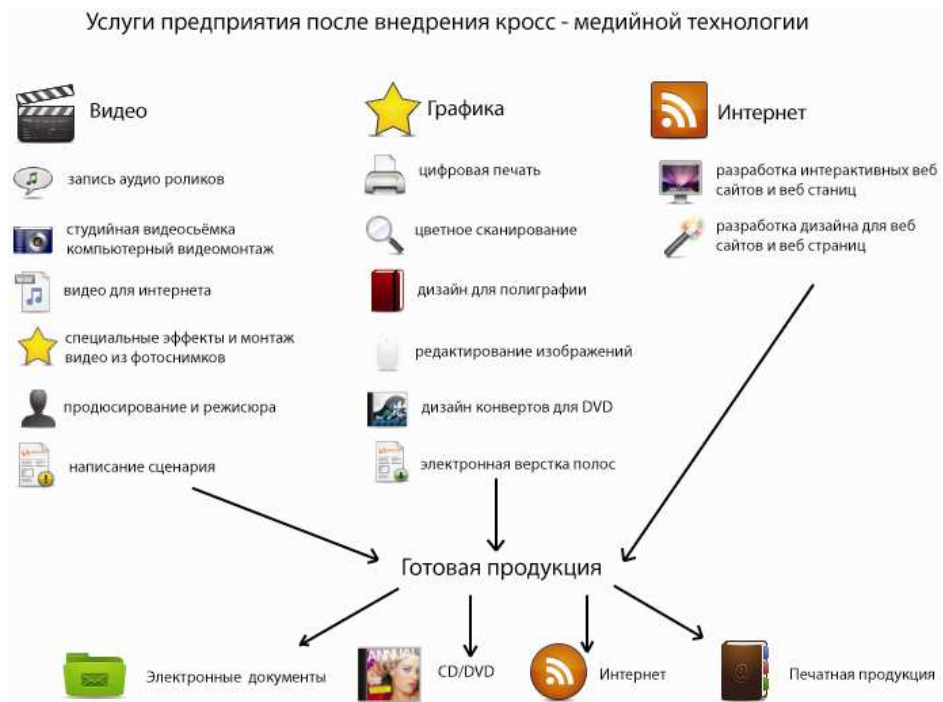 Услуги предприятия после внедрения кросс - медийной технологии
Видео
запись аудио роликов
студийная видеосъёмка
компьютерный видеомонтаж
WAV
видео для интернета
специальные эффекты и монтаж
видео из фотоснимков
продюсирование и режисюра
написание сценария
Графика
цифровая печать
цветное сканирование
дизайн для полиграфии
редактирование изображений
дизайн конвертов для DVD
электронная верстка полос
Интернет
разработка интерактивных веб
сайтов и веб станиц
разработка дизайна для веб
сайтов и веб страниц
Готовая продукция
Электронные документы
ANNUAL
CD/DVD
Интернет
@
Печатная продукция